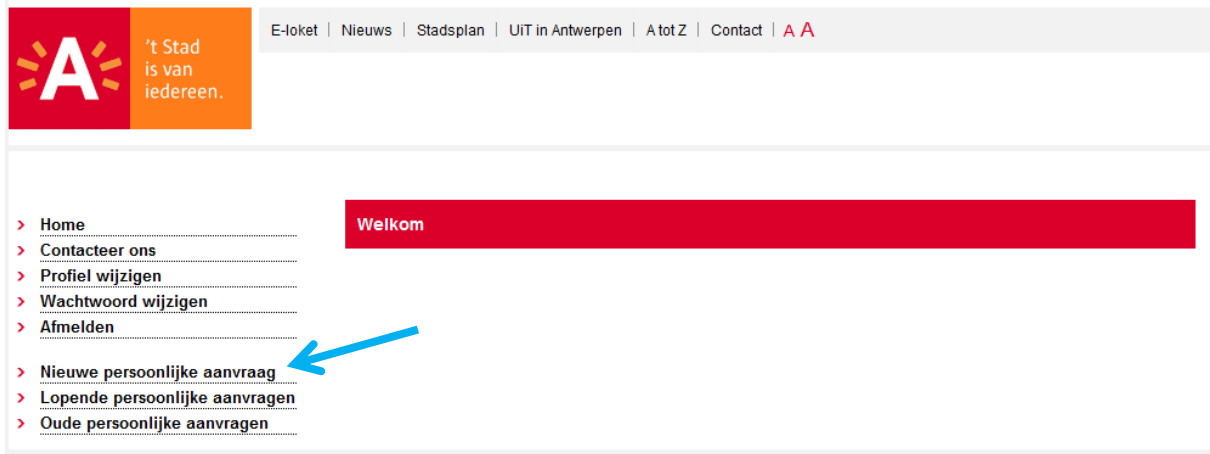 E-loket | Nieuws | Stadsplan | UiT in Antwerpen | A tot Z | Contact | A A
A
't Stad
is van
iedereen.
Home
Contacteer ons
Profiel wijzigen
Wachtwoord wijzigen
Afmelden
Nieuwe persoonlijke aanvraag
Lopende persoonlijke aanvragen
Oude persoonlijke aanvragen
Welkom